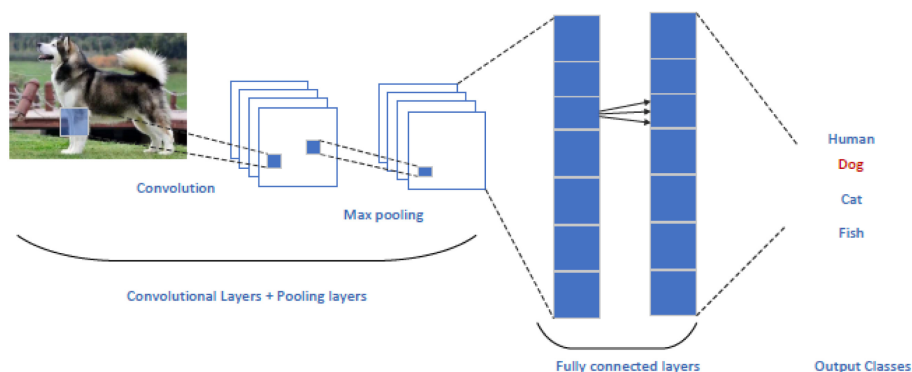 Convolution
Max pooling
Convolutional Layers + Pooling layers
Human
Dog
Cat
Fish
Fully connected layers
Output Classes